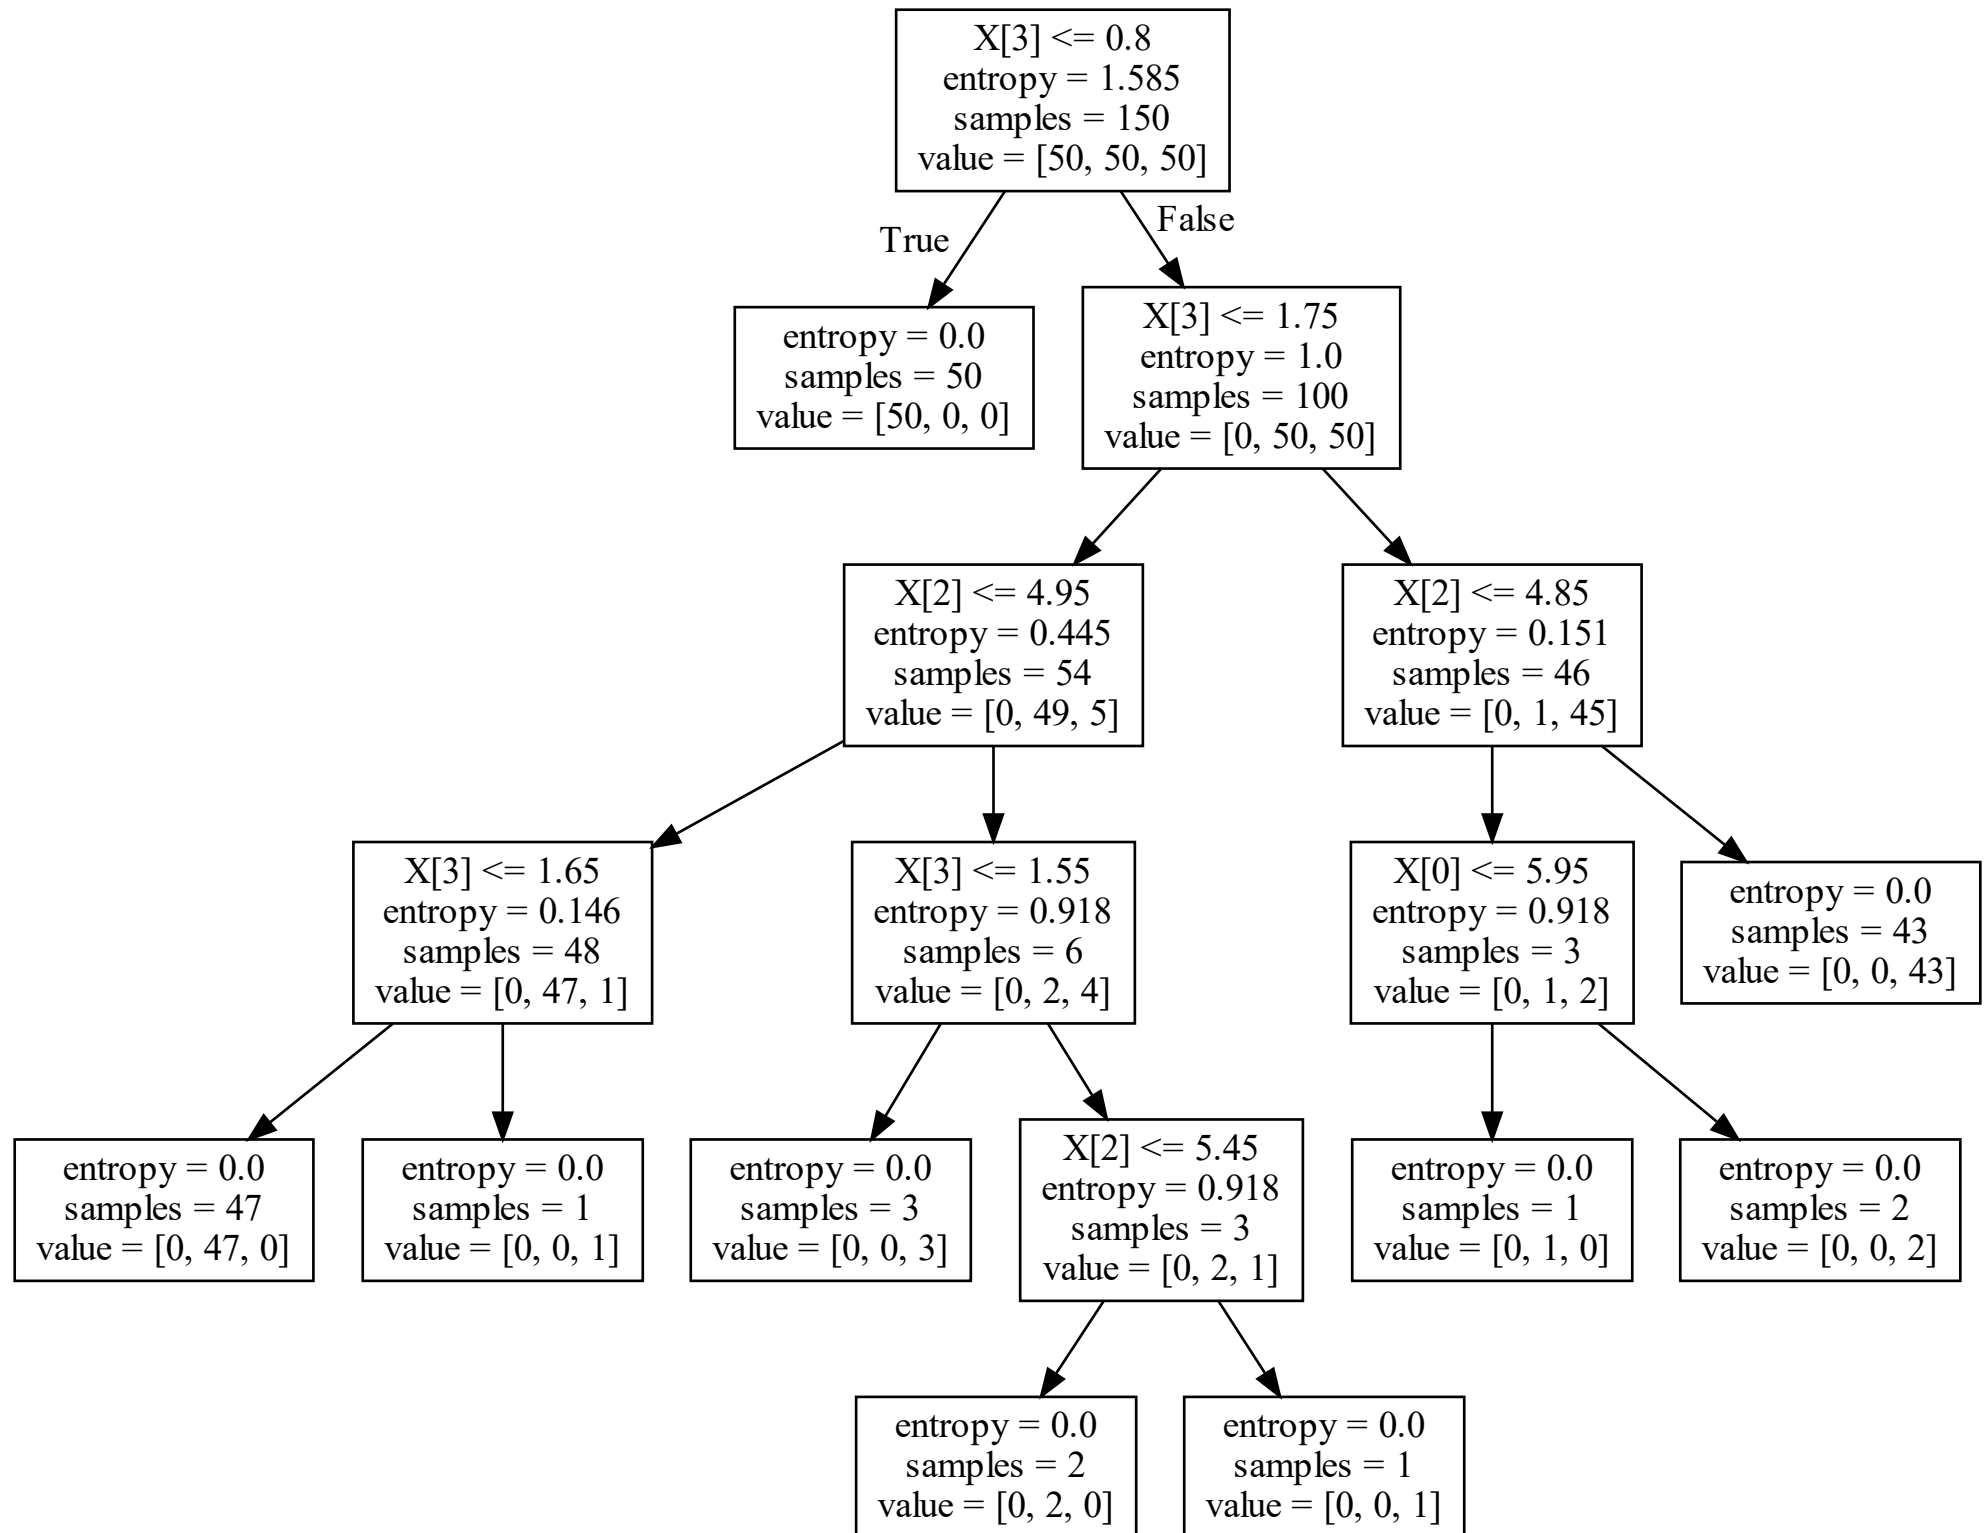 X[3] <= 0.8
entropy = 1.585
samples = 150
value = [50, 50, 50]
True
False
entropy = 0.0
samples = 50
value = [50, 0, 0]
X[3] <= 1.75
entropy = 1.0
samples = 100
value = [0, 50, 50]
X[2] <= 4.95
entropy = 0.445
samples = 54
value = [0, 49, 5]
X[2] <= 4.85
entropy = 0.151
samples = 46
value = [0, 1, 45]
X[3] <= 1.65
entropy = 0.146
samples = 48
value = [0, 47, 1]
X[3] <= 1.55
entropy = 0.918
samples = 6
value = [0, 2, 4]
X[0] <= 5.95
entropy = 0.918
samples = 3
value = [0, 1, 2]
entropy = 0.0
samples = 43
value = [0, 0, 43]
entropy = 0.0
samples = 47
value = [0, 47, 0]
entropy = 0.0
samples = 1
value = [0, 0, 1]
entropy = 0.0
samples = 3
value = [0, 0, 3]
X[2] <= 5.45
entropy = 0.918
samples = 3
value = [0, 2, 1]
entropy = 0.0
samples = 1
value = [0, 1, 0]
entropy = 0.0
samples = 2
value = [0, 0, 2]
entropy = 0.0
samples = 2
value = [0, 2, 0]
entropy = 0.0
samples = 1
value = [0, 0, 1]